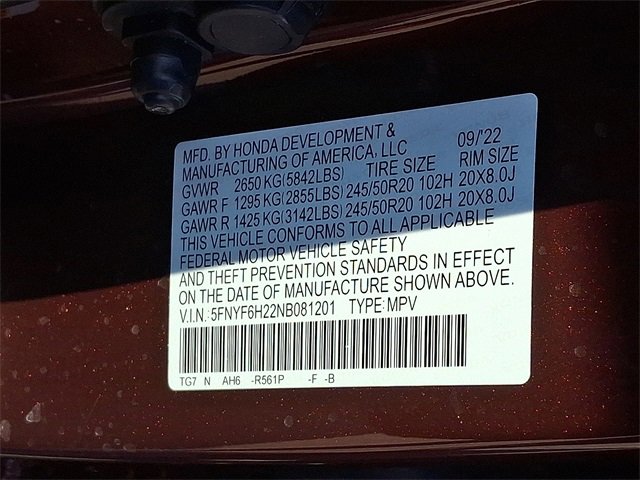 MFD. BY HONDA DEVELOPMENT & 09/'22
MANUFACTURING OF AMERICA, LLC
GVWR 2650 KG(5842LBS) TIRE SIZE RIM SIZE
GAWR F 1295 KG(2855LBS) 245/50R20 102H 20X8.0J
GAWR R 1425 KG(3142LBS) 245/50R20 102H 20X8.0J
THIS VEHICLE CONFORMS TO ALL APPLICABLE
FEDERAL MOTOR VEHICLE SAFETY
AND THEFT PREVENTION STANDARDS IN EFFECT
ON THE DATE OF MANUFACTURE SHOWN ABOVE.
V.I.N.: 5FNYF6H22NB081201 TYPE: MPV
TG7 N AH6 -R561P -F -B